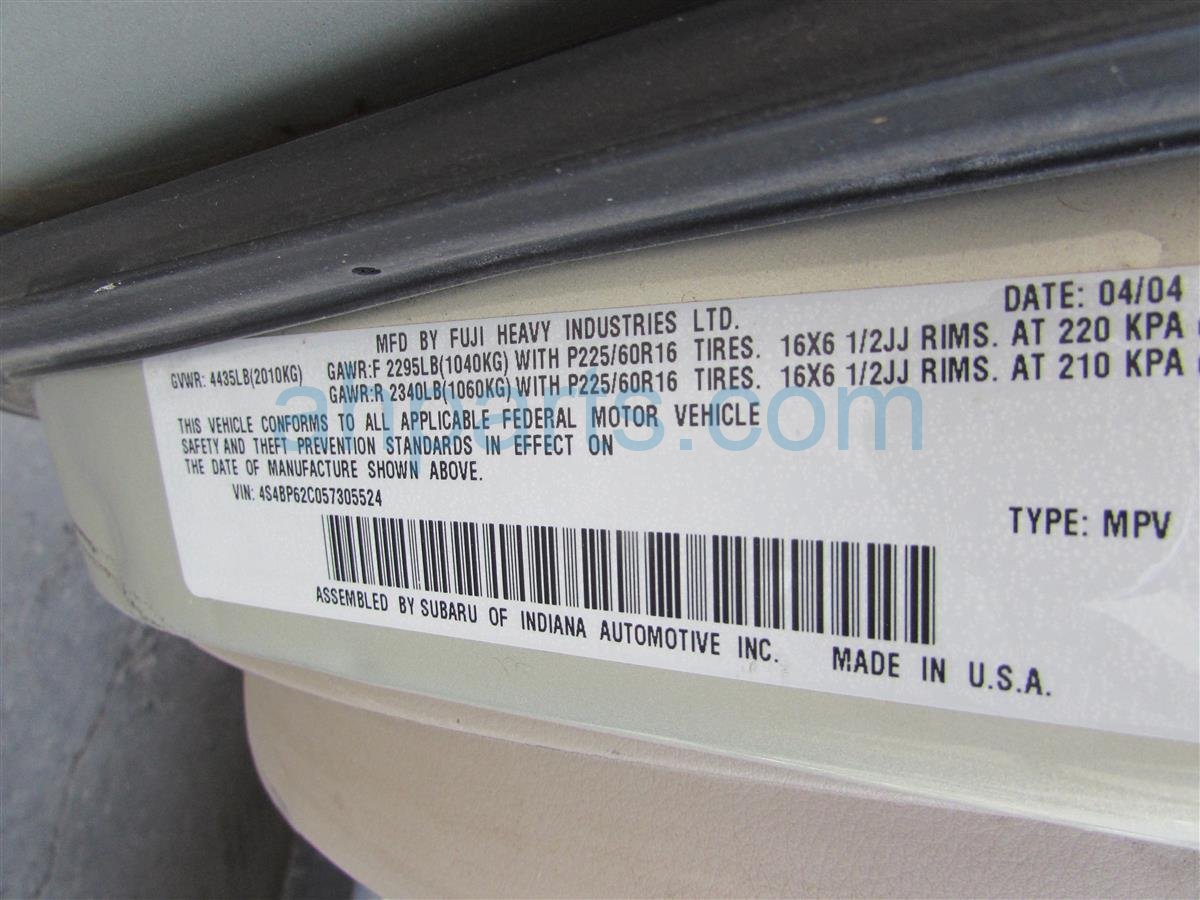 MFD BY FUJI HEAVY INDUSTRIES LTD. DATE: 04/04
GVWR: 4435LB(2010KG) GAWR:F 2295LB(1040KG) WITH P225/60R16 TIRES. 16X6 1/2JJ RIMS. AT 220 KPA
GAWR:R 2340LB(1060KG) WITH P225/60R16 TIRES. 16X6 1/2JJ RIMS. AT 210 KPA
THIS VEHICLE CONFORMS TO ALL APPLICABLE FEDERAL MOTOR VEHICLE
SAFETY AND THEFT PREVENTION STANDARDS IN EFFECT ON
THE DATE OF MANUFACTURE SHOWN ABOVE.
VIN: 4S4BP62C057305524
TYPE: MPV
ASSEMBLED BY SUBARU OF INDIANA AUTOMOTIVE INC. MADE IN U.S.A.
ahparts.com